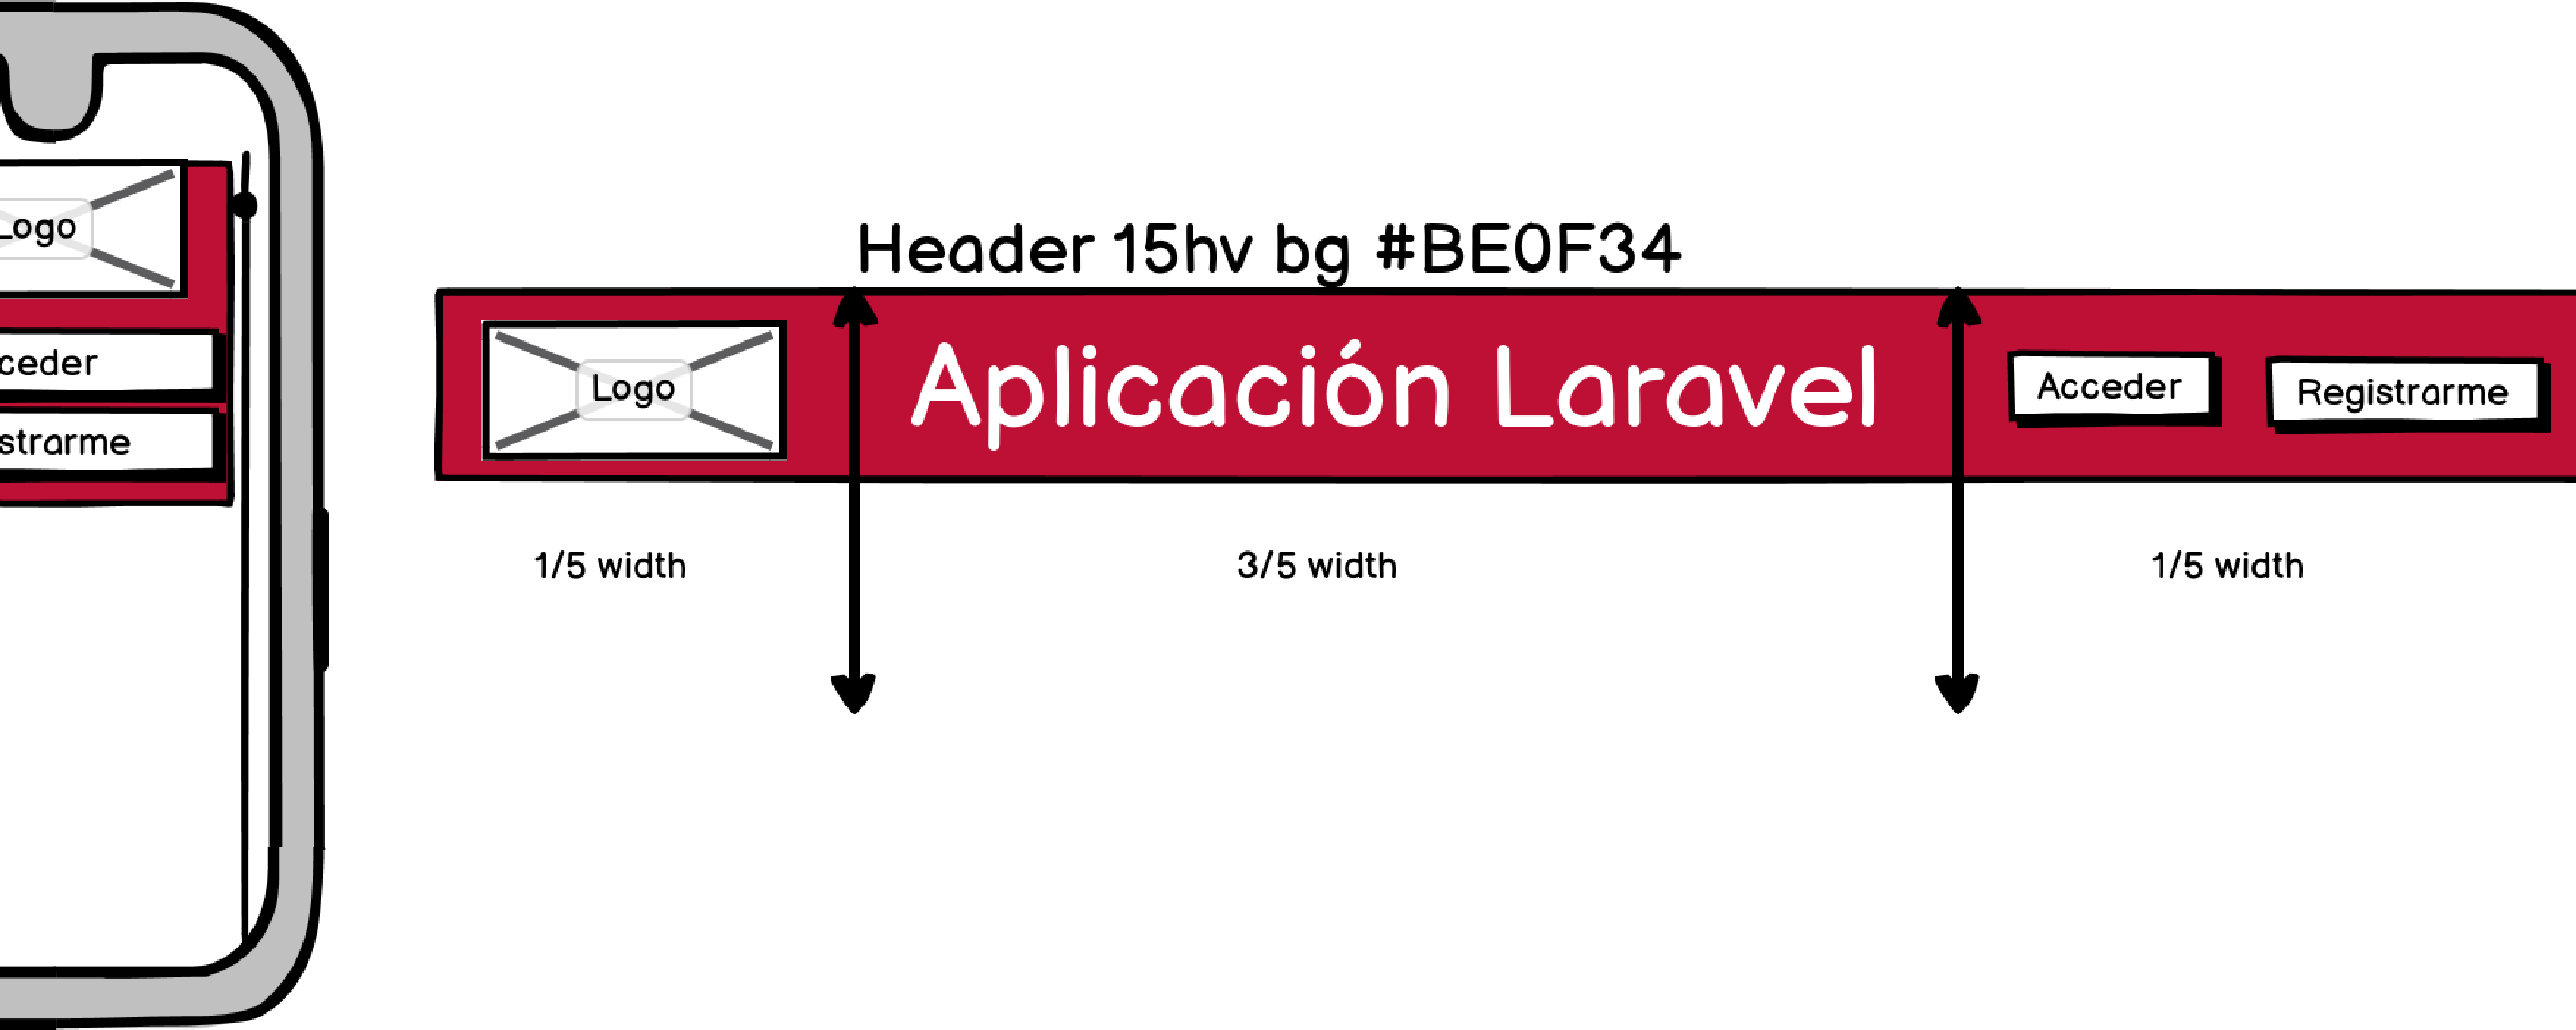 Logo
ceder
strarme
Header 15hv bg #BE0F34
Logo
Aplicación Laravel
Acceder
Registrarme
1/5 width
3/5 width
1/5 width